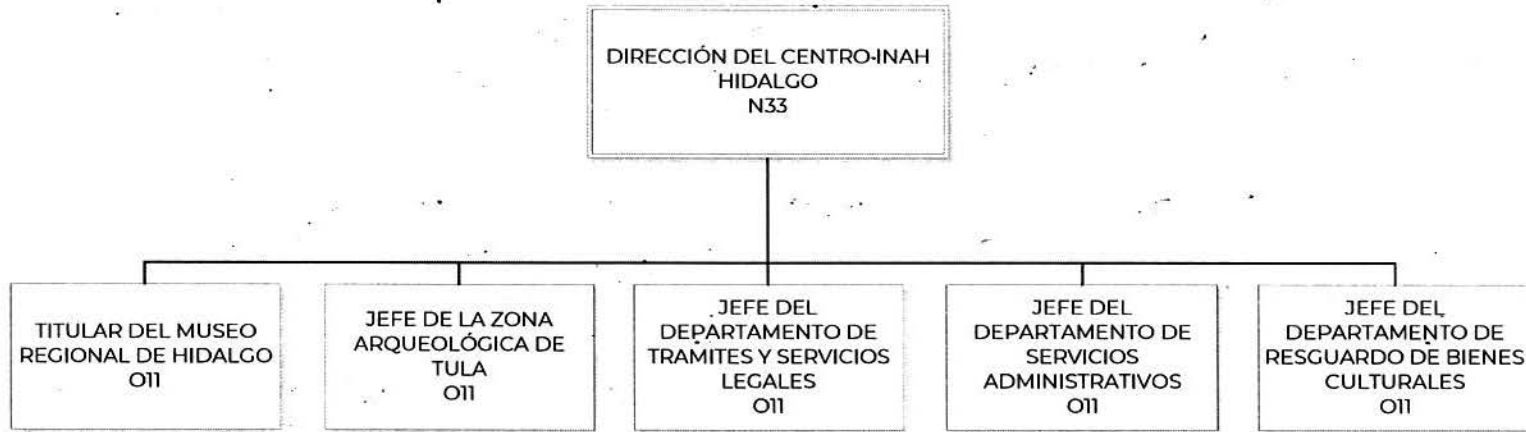 DIRECCIÓN DEL CENTRO-INAH
HIDALGO
N33
TITULAR DEL MUSEO
REGIONAL DE HIDALGO
O11
JEFE DE LA ZONA
ARQUEOLÓGICA DE
TULA
O11
JEFE DEL
DEPARTAMENTO DE
TRAMITES Y SERVICIOS
LEGALES
O11
JEFE DEL
DEPARTAMENTO DE
SERVICIOS
ADMINISTRATIVOS
O11
JEFE DEL
DEPARTAMENTO DE
RESGUARDO DE BIENES
CULTURALES
O11